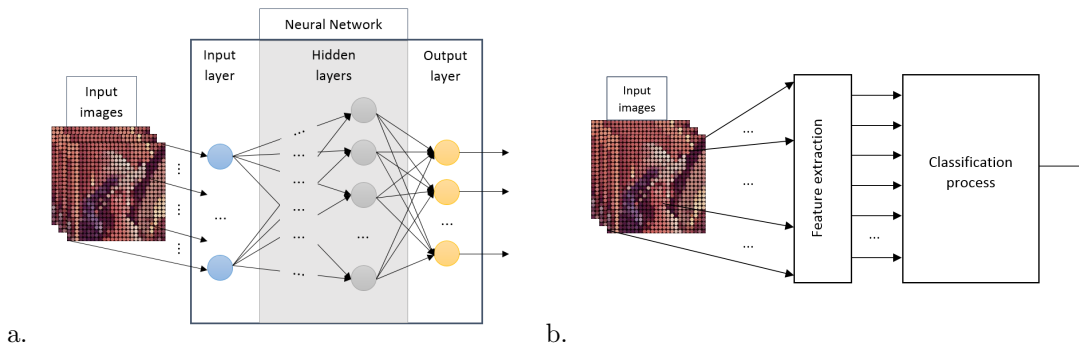 Neural Network
Input
layer
Hidden
layers
Output
layer
Input
images
...
...
...
...
...
...
...
...
...
...
...
...
a.
Input
images
...
...
...
Feature extraction
...
Classification
process
b.